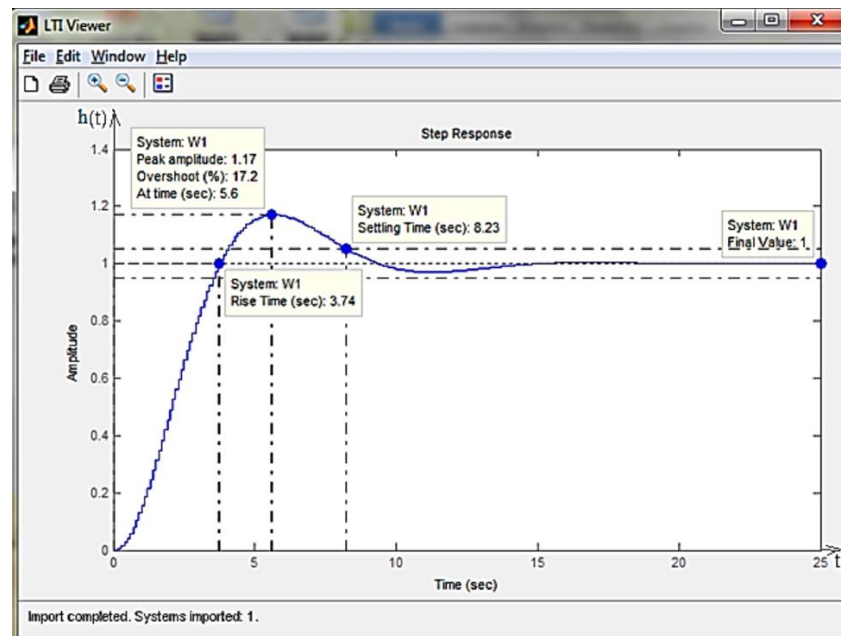 LTI Viewer
File Edit Window Help
h(t)
Step Response
System: W1
Peak amplitude: 1.17
Overshoot (%): 17.2
At time (sec): 5.6
System: W1
Settling Time (sec): 8.23
System: W1
Final Value: 1
System: W1
Rise Time (sec): 3.74
Amplitude
1.4
1.2
1
0.8
0.6
0.4
0.2
0
0 5 10 15 20 25 t
Time (sec)
Import completed. Systems imported: 1.